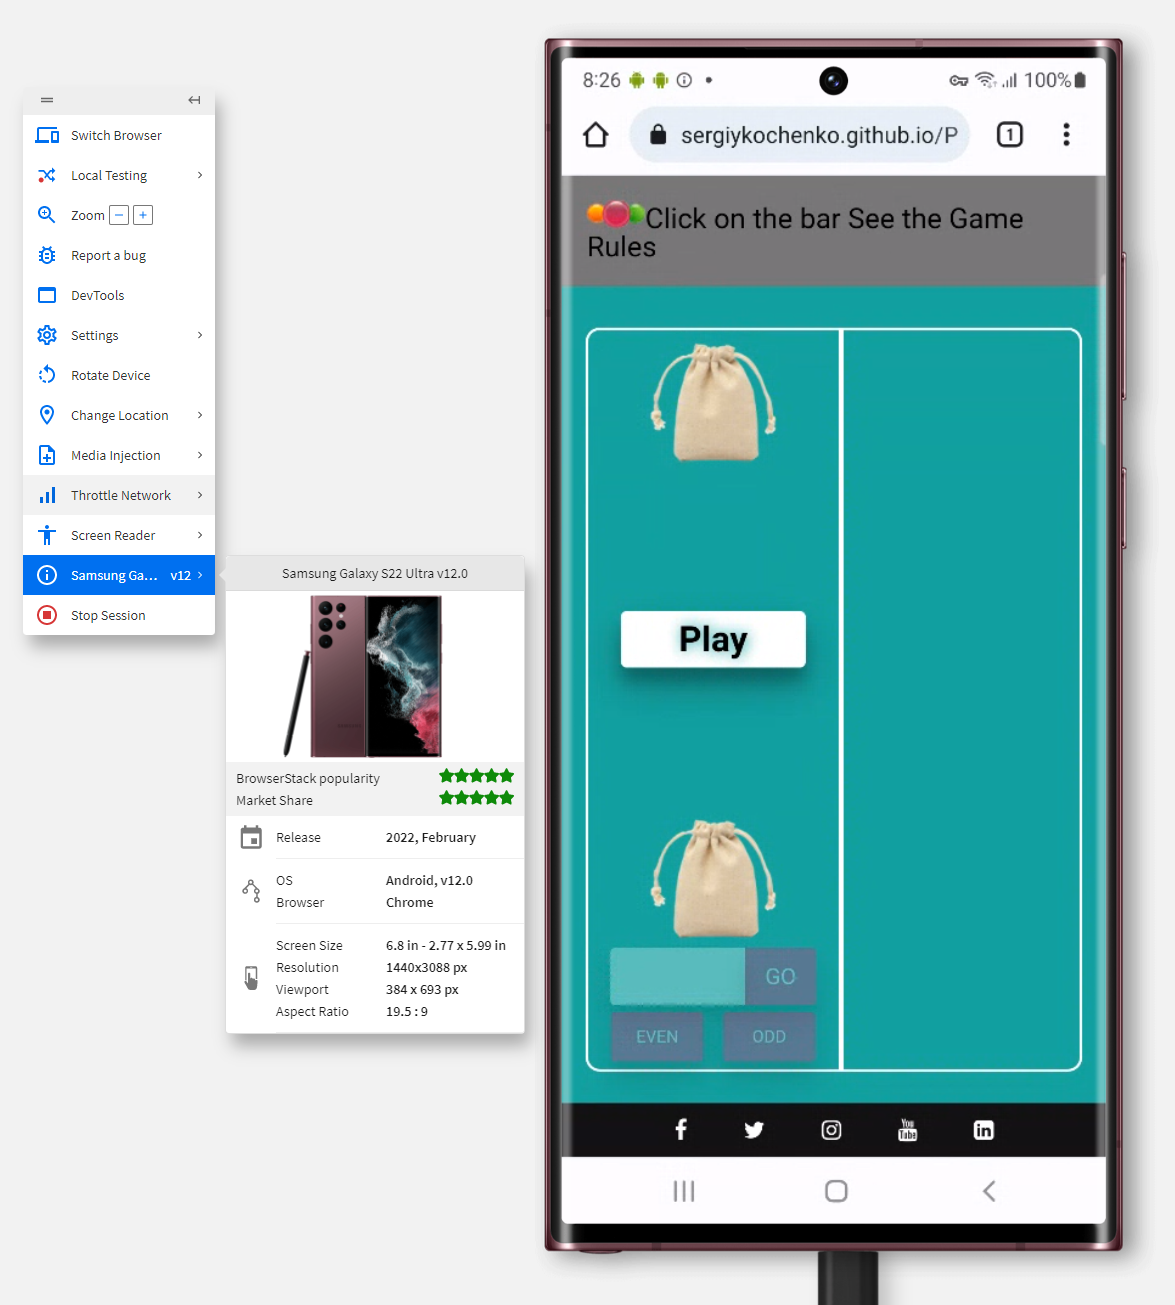 Switch Browser
Local Testing
Zoom
Report a bug
DevTools
Settings
Rotate Device
Change Location
Media Injection
Throttle Network
Screen Reader
Samsung Ga... v12
Stop Session
Samsung Galaxy S22 Ultra v12.0
BrowserStack popularity
Market Share
Release 2022, February
OS Android, v12.0
Browser Chrome
Screen Size 6.8 in - 2.77 x 5.99 in
Resolution 1440x3088 px
Viewport 384 x 693 px
Aspect Ratio 19.5 : 9
8:26 100%
sergiykochenko.github.io/P 1
Click on the bar See the Game
Rules
Play
GO
EVEN ODD
You
Tube
in